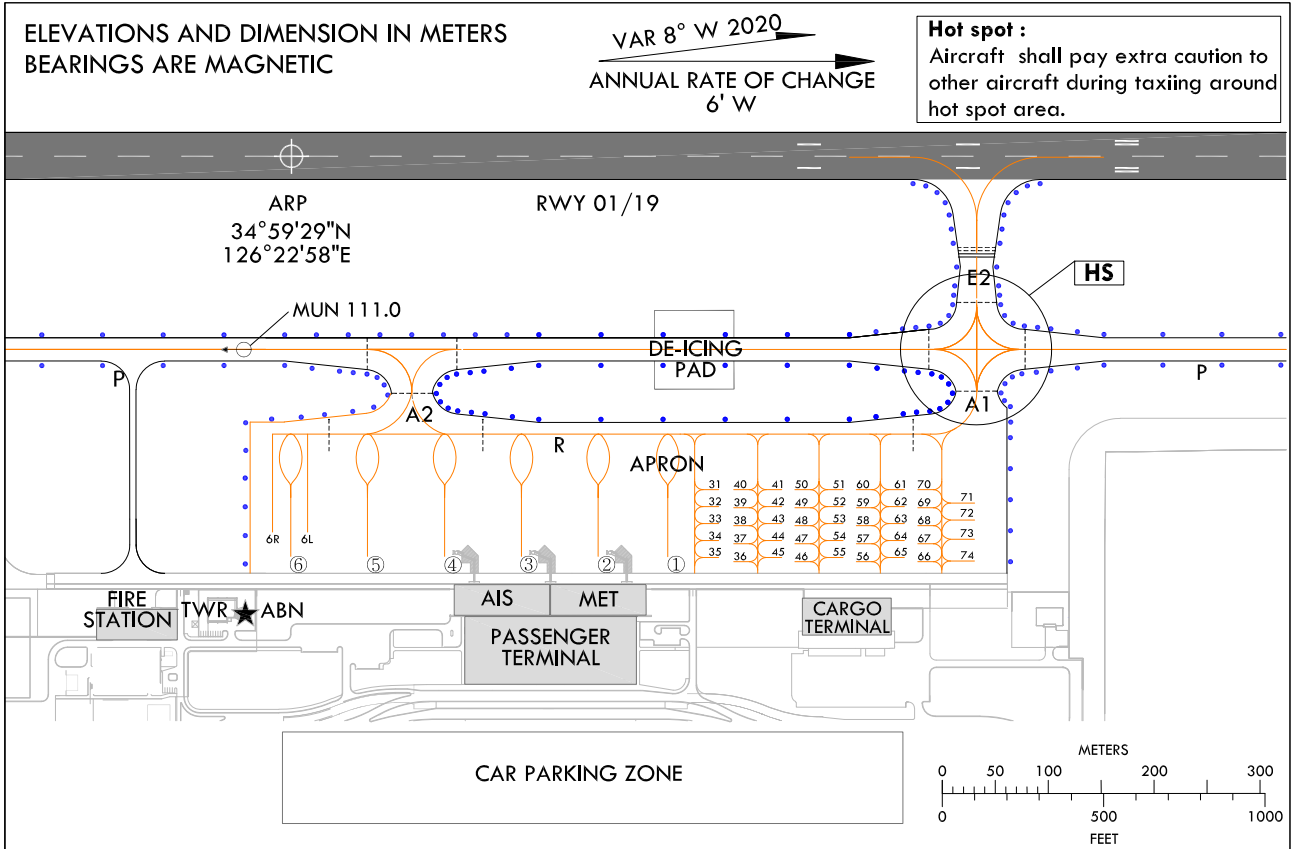 ELEVATIONS AND DIMENSION IN METERS
BEARINGS ARE MAGNETIC
VAR 8° W 2020
ANNUAL RATE OF CHANGE
6' W
Hot spot :
Aircraft shall pay extra caution to
other aircraft during taxiing around
hot spot area.
ARP
34°59'29"N
126°22'58"E
RWY 01/19
E2
HS
MUN 111.0
DE-ICING
PAD
P
P
A2
A1
R
APRON
31 40 41 50 51 60 61 70
71
32 39 42 49 52 59 62 69
72
33 38 43 48 53 58 63 68
73
34 37 44 47 54 57 64 67
74
35 36 45 46 55 56 65 66
6R 6L
⑥ ⑤ ④ ③ ② ①
FIRE
STATION
TWR ABN
AIS
MET
PASSENGER
TERMINAL
CARGO
TERMINAL
CAR PARKING ZONE
METERS
0 50 100 200 300
0 500 1000
FEET